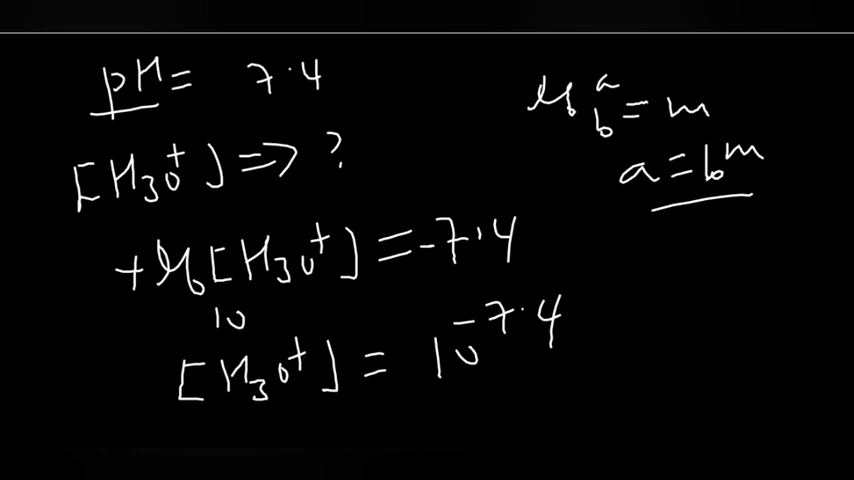 pH = 7.4
[H₃O⁺] => ?
+log₁₀[H₃O⁺] = -7.4
[H₃O⁺] = 10⁻⁷·⁴
log_b a = m
a = b^m